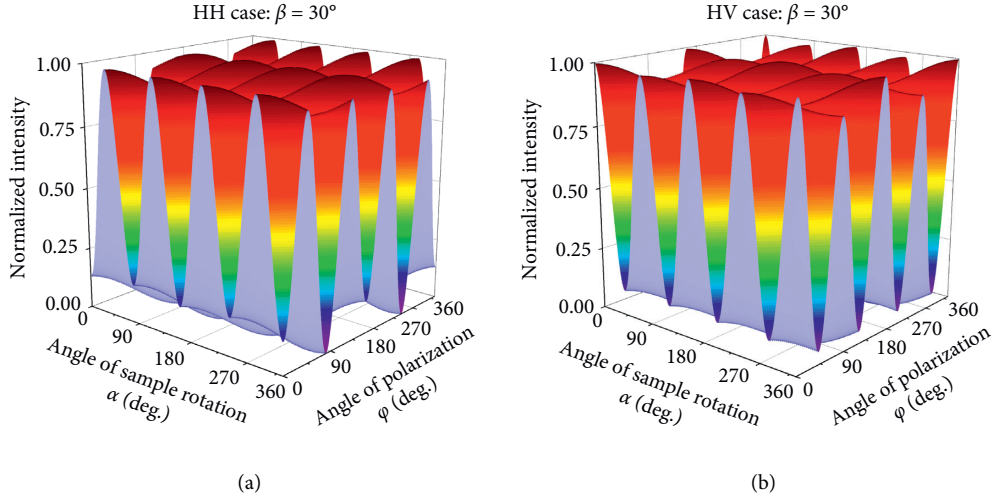 HH case: β = 30°
1.00
0.75
0.50
0.25
0.00
Normalized intensity
0
90
180
270
360
Angle of sample rotation
α (deg.)
0
90
180
270
360
Angle of polarization
φ (deg.)
(a)
HV case: β = 30°
1.00
0.75
0.50
0.25
0.00
Normalized intensity
0
90
180
270
360
Angle of sample rotation
α (deg.)
0
90
180
270
360
Angle of polarization
φ (deg.)
(b)